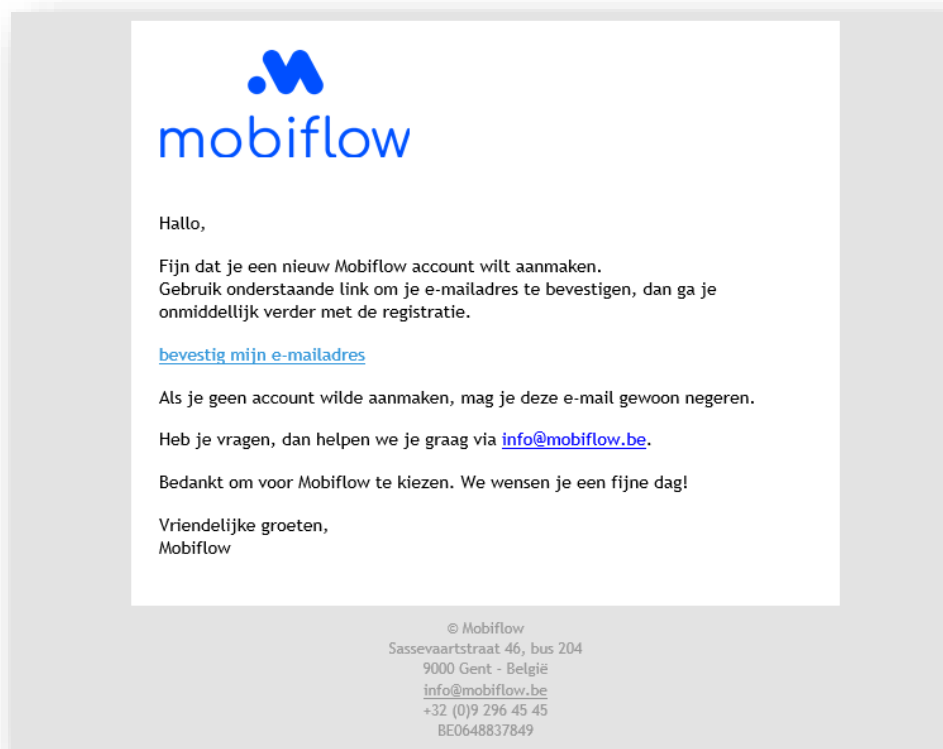 mobiflow
Hallo,
Fijn dat je een nieuw Mobiflow account wilt aanmaken.
Gebruik onderstaande link om je e-mailadres te bevestigen, dan ga je
onmiddellijk verder met de registratie.
bevestig mijn e-mailadres
Als je geen account wilde aanmaken, mag je deze e-mail gewoon negeren.
Heb je vragen, dan helpen we je graag via info@mobiflow.be.
Bedankt om voor Mobiflow te kiezen. We wensen je een fijne dag!
Vriendelijke groeten,
Mobiflow
© Mobiflow
Sassevaartstraat 46, bus 204
9000 Gent - België
info@mobiflow.be
+32 (0)9 296 45 45
BE0648837849